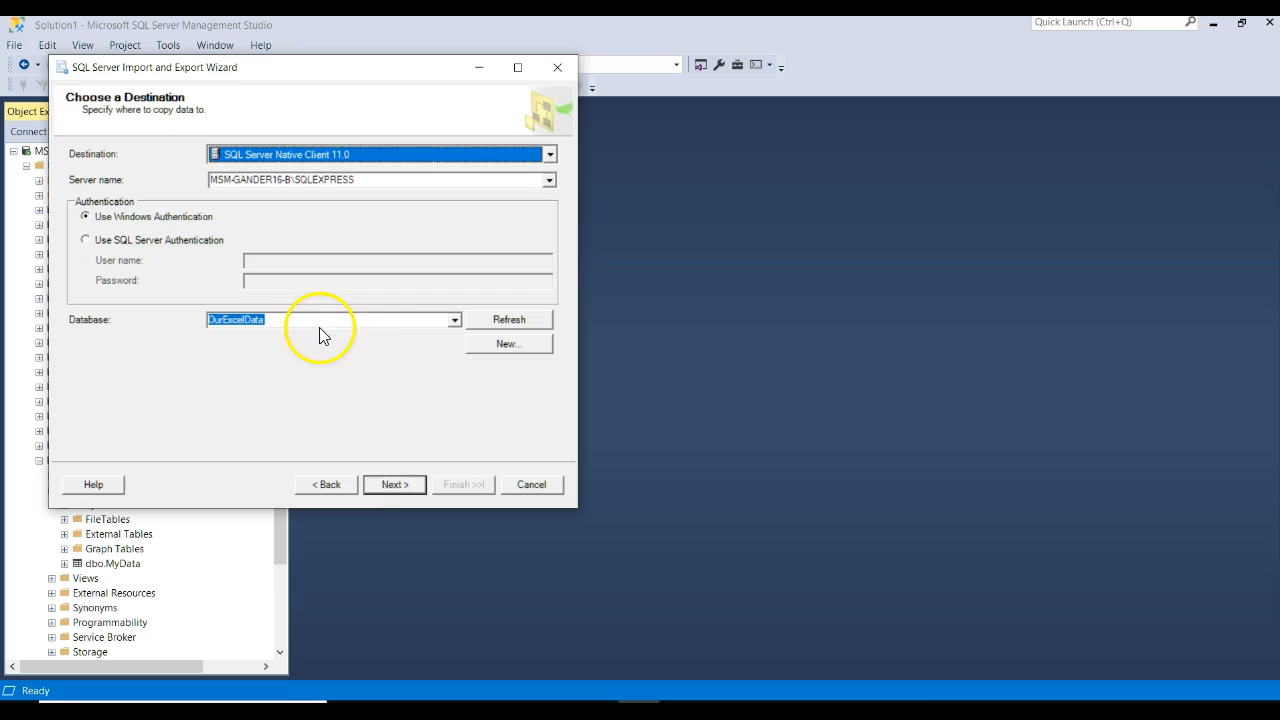 Solution1 - Microsoft SQL Server Management Studio
Quick Launch (Ctrl+Q)
File Edit View Project Tools Window Help
SQL Server Import and Export Wizard
Choose a Destination
Specify where to copy data to.
Object Ex
Connect
Destination: SQL Server Native Client 11.0
MS
Server name: MSM-GANDER16-B\SQLEXPRESS
Authentication
Use Windows Authentication
Use SQL Server Authentication
User name:
Password:
Database: OurExcelData Refresh
New...
Help < Back Next > Finish >>| Cancel
FileTables
External Tables
Graph Tables
dbo.MyData
Views
External Resources
Synonyms
Programmability
Service Broker
Storage
Ready